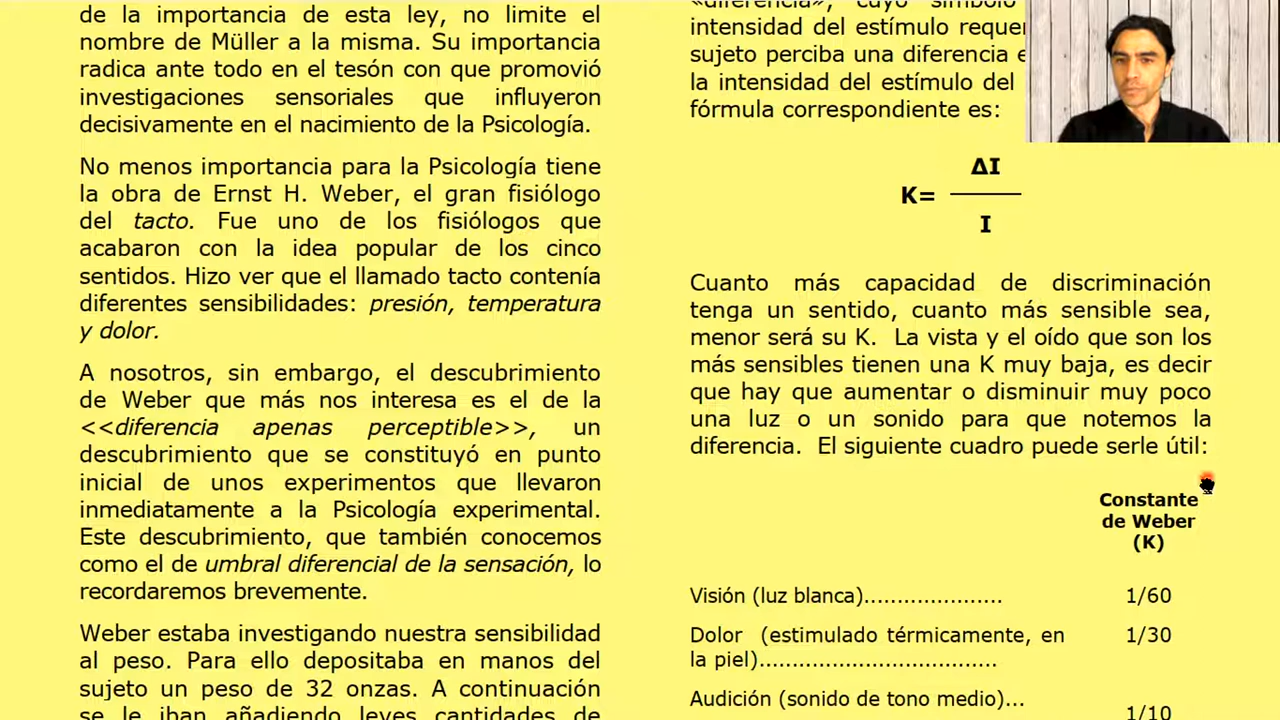 de la importancia de esta ley, no limite el
nombre de Müller a la misma. Su importancia
radica ante todo en el tesón con que promovió
investigaciones sensoriales que influyeron
decisivamente en el nacimiento de la Psicología.
No menos importancia para la Psicología tiene
la obra de Ernst H. Weber, el gran fisiólogo
del tacto. Fue uno de los fisiólogos que
acabaron con la idea popular de los cinco
sentidos. Hizo ver que el llamado tacto contenía
diferentes sensibilidades: presión, temperatura
y dolor.
A nosotros, sin embargo, el descubrimiento
de Weber que más nos interesa es el de la
<<diferencia apenas perceptible>>, un
descubrimiento que se constituyó en punto
inicial de unos experimentos que llevaron
inmediatamente a la Psicología experimental.
Este descubrimiento, que también conocemos
como el de umbral diferencial de la sensación, lo
recordaremos brevemente.
Weber estaba investigando nuestra sensibilidad
al peso. Para ello depositaba en manos del
sujeto un peso de 32 onzas. A continuación
se le iban añadiendo leves cantidades de
«diferencia», cuyo símbolo
intensidad del estímulo
sujeto perciba una diferencia
la intensidad del estímulo del
fórmula correspondiente es:
ΔI
K=
I
Cuanto más capacidad de discriminación
tenga un sentido, cuanto más sensible sea,
menor será su K. La vista y el oído que son los
más sensibles tienen una K muy baja, es decir
que hay que aumentar o disminuir muy poco
una luz o un sonido para que notemos la
diferencia. El siguiente cuadro puede serle útil:
Constante
de Weber
(K)
Visión (luz blanca)..................... 1/60
Dolor (estimulado térmicamente, en 1/30
la piel)....................................
Audición (sonido de tono medio)...
1/10